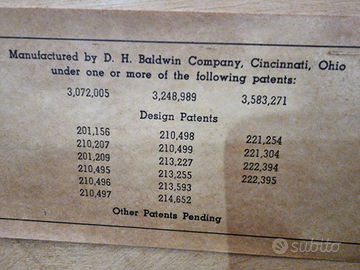 Manufactured by D. H. Baldwin Company, Cincinnati, Ohio
under one or more of the following patents:
3,072,005 3,248,989 3,583,271
Design Patents
201,156 210,498 221,254
210,207 210,499 221,304
201,209 213,227 222,394
210,495 213,255 222,395
210,496 213,593
210,497 214,652
Other Patents Pending
subito